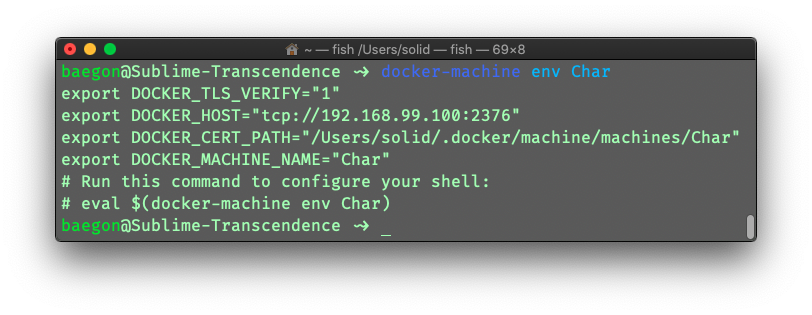 ~ — fish /Users/solid — fish — 69×8
baegon@Sublime-Transcendence ⤳ docker-machine env Char
export DOCKER_TLS_VERIFY="1"
export DOCKER_HOST="tcp://192.168.99.100:2376"
export DOCKER_CERT_PATH="/Users/solid/.docker/machine/machines/Char"
export DOCKER_MACHINE_NAME="Char"
# Run this command to configure your shell:
# eval $(docker-machine env Char)
baegon@Sublime-Transcendence ⤳ _